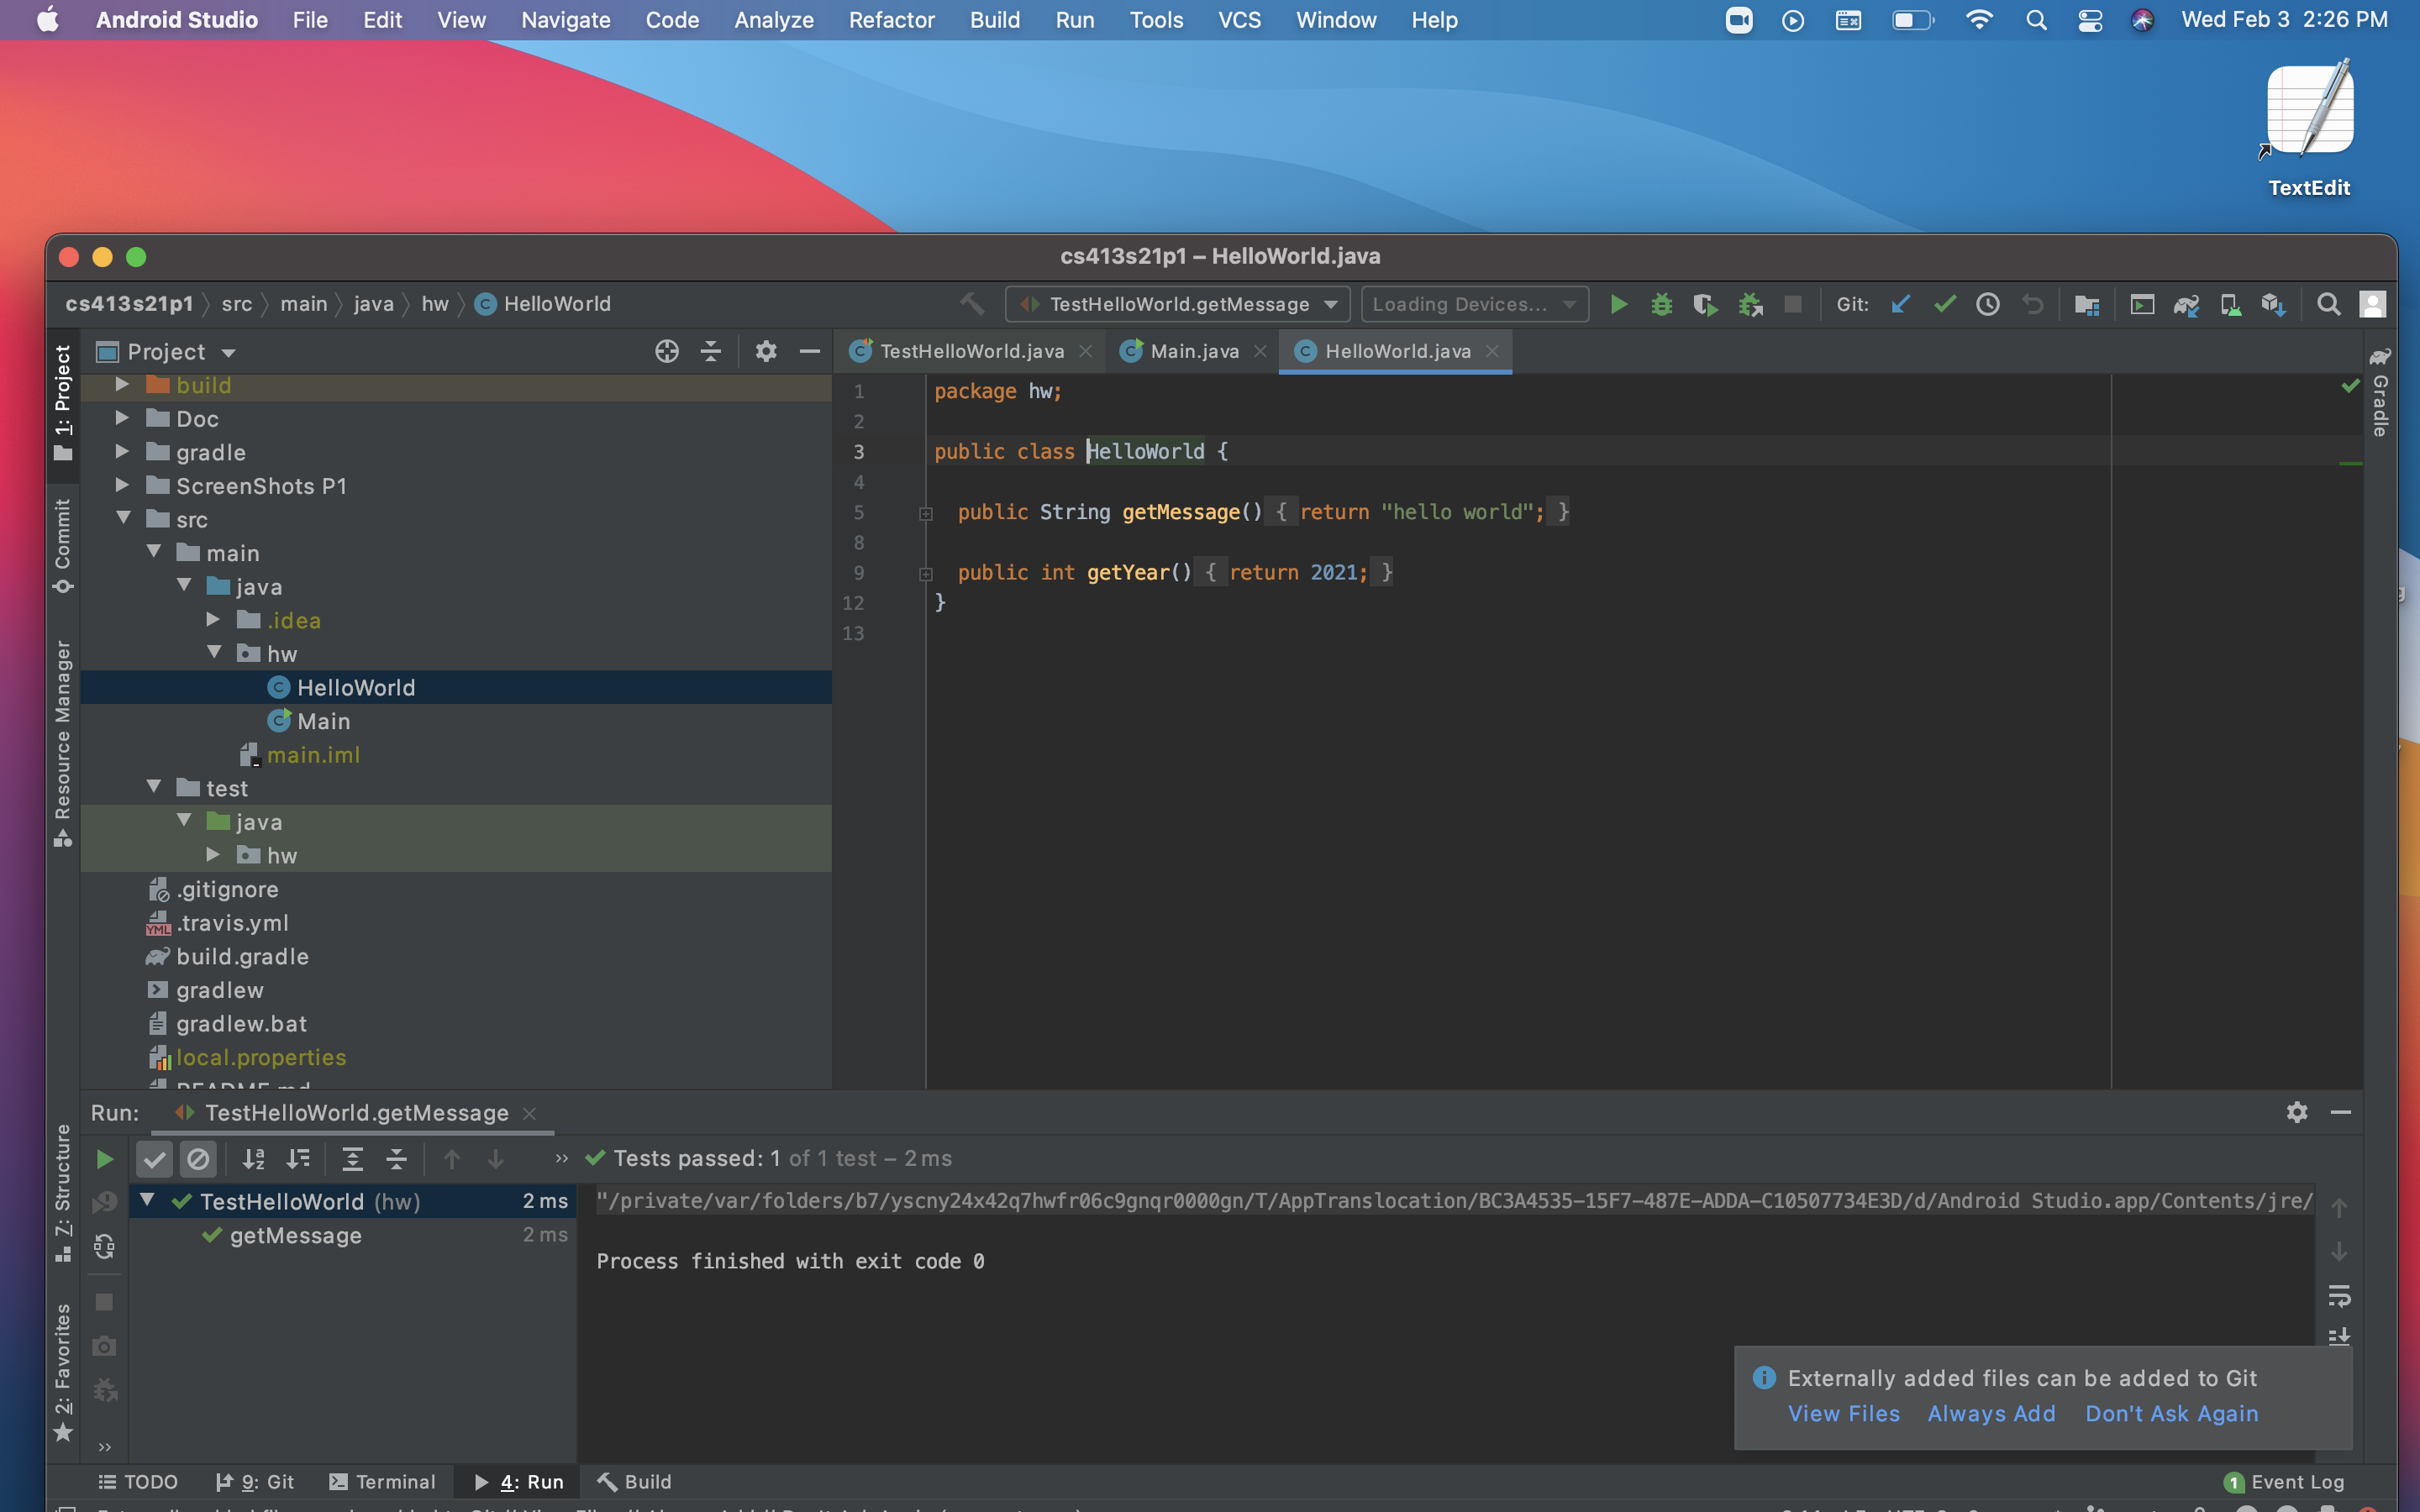 Android Studio File Edit View Navigate Code Analyze Refactor Build Run Tools VCS Window Help Wed Feb 3 2:26 PM
TextEdit
cs413s21p1 – HelloWorld.java
cs413s21p1 src main java hw HelloWorld TestHelloWorld.getMessage Loading Devices... Git:
1: Project
Commit
Resource Manager
7: Structure
2: Favorites
Project
build
Doc
gradle
ScreenShots P1
src
main
java
.idea
hw
HelloWorld
Main
main.iml
test
java
hw
.gitignore
.travis.yml
build.gradle
gradlew
gradlew.bat
local.properties
README.md
TestHelloWorld.java Main.java HelloWorld.java
1 package hw;
2
3 public class HelloWorld {
4
5 public String getMessage() { return "hello world"; }
8
9 public int getYear() { return 2021; }
12 }
13
Gradle
Run: TestHelloWorld.getMessage
Tests passed: 1 of 1 test – 2 ms
TestHelloWorld (hw) 2 ms
getMessage 2 ms
"/private/var/folders/b7/yscny24x42q7hwfr06c9gnqr0000gn/T/AppTranslocation/BC3A4535-15F7-487E-ADDA-C10507734E3D/d/Android Studio.app/Contents/jre/
Process finished with exit code 0
Externally added files can be added to Git
View Files Always Add Don't Ask Again
TODO 9: Git Terminal 4: Run Build 1 Event Log